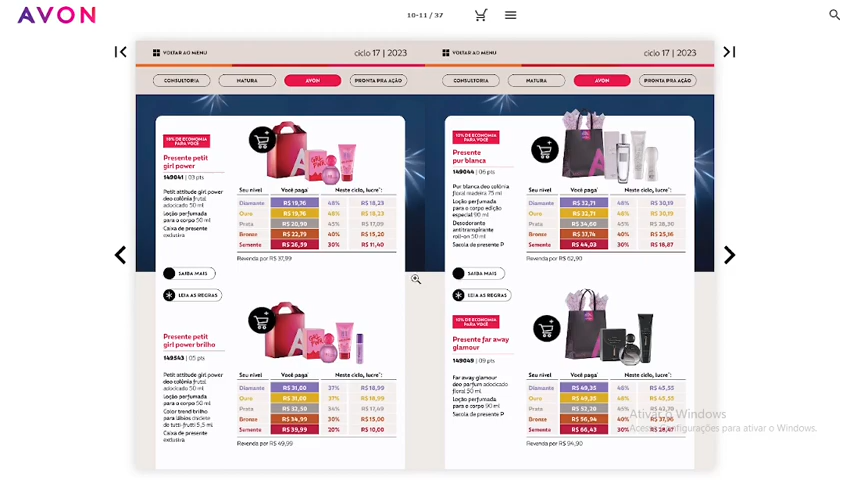 AVON
10-11 / 37
VOLTAR AO MENU
ciclo 17 | 2023
CONSULTORIA
NATURA
AVON
PRONTA PRA AÇÃO
PARA VOCÊ
Presente petit
girl power
149041 | 03 pts
Petit attitude girl power
deo colônia frutal
adocicado 50 ml
Loção perfumada
para o corpo 50 ml
Caixa de presente
exclusiva
Seu nível Você paga Neste ciclo, lucre
Diamante R$ 19,76 48% R$ 18,23
Ouro R$ 19,76 48% R$ 18,23
Prata R$ 20,90 45% R$ 17,09
Bronze R$ 22,79 40% R$ 15,20
Semente R$ 26,59 30% R$ 11,40
Revenda por R$ 37,99
SAIBA MAIS
LEIA AS REGRAS
Presente petit
girl power brilho
149543 | 05 pts
Petit attitude girl power
deo colônia frutal
adocicado 50 ml
Loção perfumada
para o corpo 50 ml
Color trend brilho
para lábios cladete
de tutti-frutti 5,5 ml
Caixa de presente
exclusiva
Seu nível Você paga Neste ciclo, lucre
Diamante R$ 31,00 37% R$ 18,99
Ouro R$ 31,00 37% R$ 18,99
Prata R$ 32,50 34% R$ 17,49
Bronze R$ 34,99 30% R$ 15,00
Semente R$ 39,99 20% R$ 10,00
Revenda por R$ 49,99
VOLTAR AO MENU
ciclo 17 | 2023
CONSULTORIA
NATURA
AVON
PRONTA PRA AÇÃO
10% DE ECONOMIA
PARA VOCÊ
Presente
pur blanca
149044 | 06 pts
Pur blanca deo colônia
floral madeira 75 ml
Loção perfumada
para o corpo edição
especial 90 ml
Desodorante
antitranspirante
roll-on 50 ml
Sacola de presente P
Seu nível Você paga Neste ciclo, lucre
Diamante R$ 32,71 48% R$ 30,19
Ouro R$ 32,71 48% R$ 30,19
Prata R$ 34,60 45% R$ 28,30
Bronze R$ 37,74 40% R$ 25,16
Semente R$ 44,03 30% R$ 18,87
Revenda por R$ 62,90
SAIBA MAIS
LEIA AS REGRAS
10% DE ECONOMIA
PARA VOCÊ
Presente far away
glamour
149049 | 09 pts
Far away glamour
deo parfum adocicado
floral 50 ml
Loção perfumada
para o corpo 90 ml
Sacola de presente P
Seu nível Você paga Neste ciclo, lucre
Diamante R$ 49,35 48% R$ 45,55
Ouro R$ 49,35 48% R$ 45,55
Prata R$ 52,20 45% R$ 42,70
Bronze R$ 56,94 40% R$ 37,96
Semente R$ 66,43 30% R$ 28,47
Revenda por R$ 94,90
Ativar o Windows
Acesse Configurações para ativar o Windows.